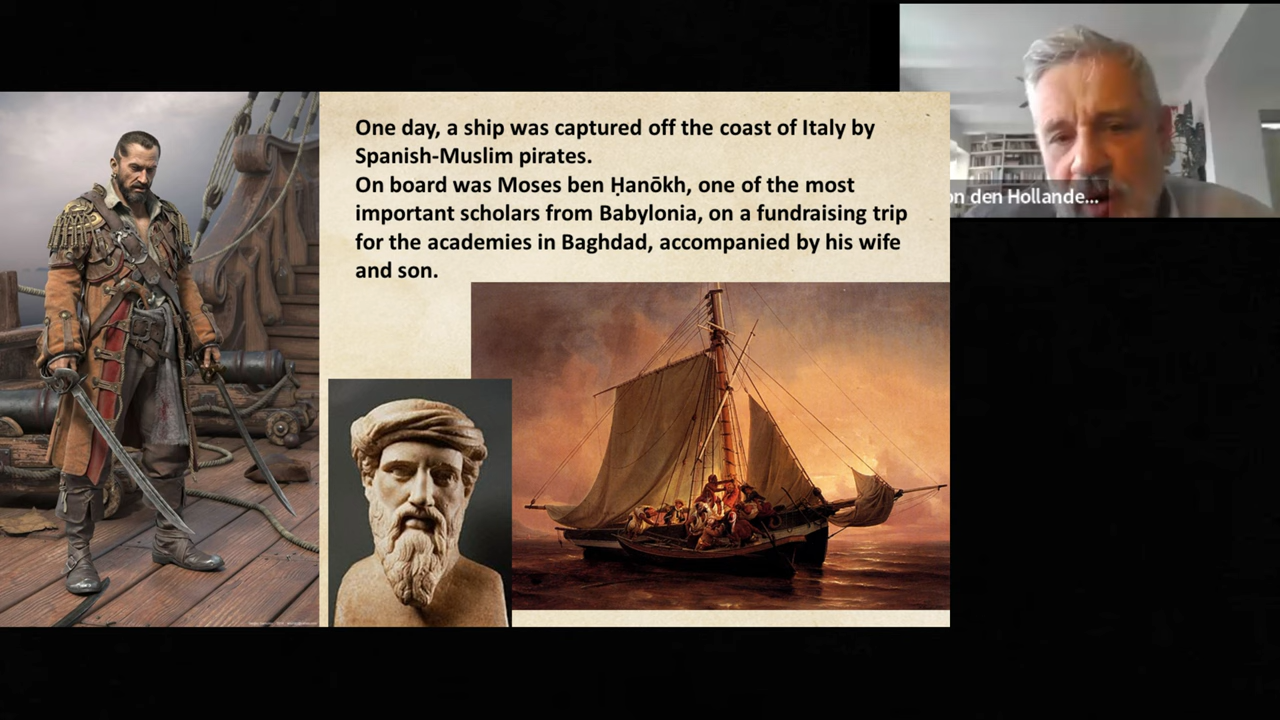 One day, a ship was captured off the coast of Italy by
Spanish-Muslim pirates.
On board was Moses ben Ḥanōkh, one of the most
important scholars from Babylonia, on a fundraising trip
for the academies in Baghdad, accompanied by his wife
and son.
on den Hollande...